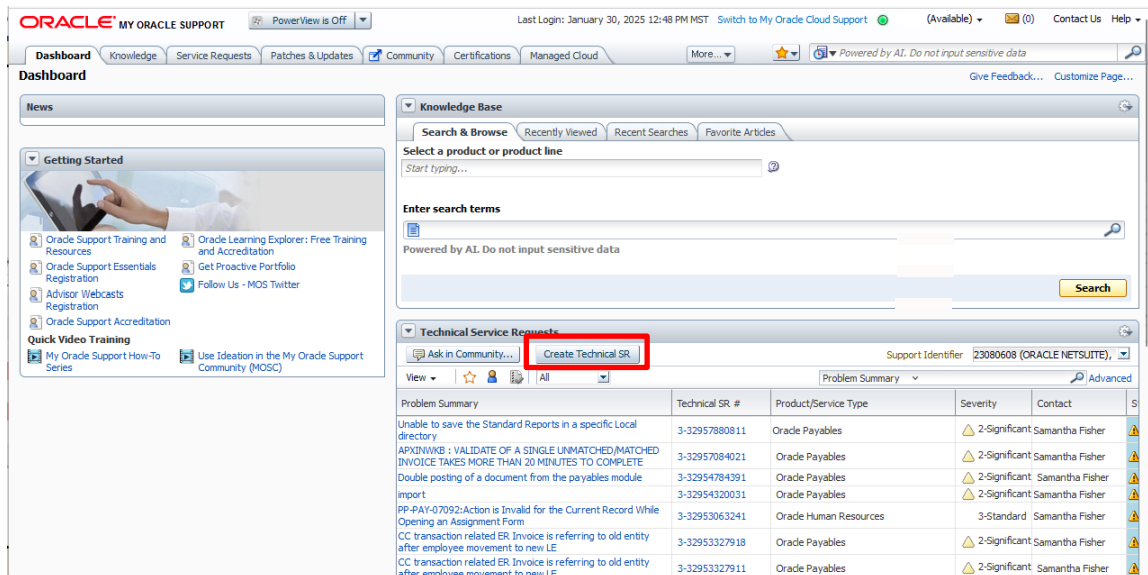 ORACLE MY ORACLE SUPPORT
PowerView is Off
Last Login: January 30, 2025 12:48 PM MST Switch to My Oracle Cloud Support
(Available)
(0)
Contact Us Help
Dashboard Knowledge Service Requests Patches & Updates Community Certifications Managed Cloud
More...
Powered by AI. Do not input sensitive data
Dashboard
Give Feedback... Customize Page...
News
Getting Started
Oracle Support Training and
Resources
Oracle Support Essentials
Registration
Advisor Webcasts
Registration
Oracle Support Accreditation
Oracle Learning Explorer: Free Training
and Accreditation
Get Proactive Portfolio
Follow Us - MOS Twitter
Quick Video Training
My Oracle Support How-To
Series
Use Ideation in the My Oracle Support
Community (MOSC)
Knowledge Base
Search & Browse Recently Viewed Recent Searches Favorite Articles
Select a product or product line
Start typing...
Enter search terms
Powered by AI. Do not input sensitive data
Search
Technical Service Requests
Ask in Community... Create Technical SR
Support Identifier 23080608 (ORACLE NETSUITE),
View All
Problem Summary
Advanced
Problem Summary Technical SR # Product/Service Type Severity Contact
Unable to save the Standard Reports in a specific Local
directory
3-32957880811 Oracle Payables 2-Significant Samantha Fisher
APXINWKB : VALIDATE OF A SINGLE UNMATCHED/MATCHED
INVOICE TAKES MORE THAN 20 MINUTES TO COMPLETE
3-32957084021 Oracle Payables 2-Significant Samantha Fisher
Double posting of a document from the payables module 3-32954784391 Oracle Payables 2-Significant Samantha Fisher
import 3-32954320031 Oracle Payables 2-Significant Samantha Fisher
PP-PAY-07092:Action is Invalid for the Current Record While
Opening an Assignment Form
3-32953063241 Oracle Human Resources 3-Standard Samantha Fisher
CC transaction related ER Invoice is referring to old entity
after employee movement to new LE
3-32953327918 Oracle Payables 2-Significant Samantha Fisher
CC transaction related ER Invoice is referring to old entity
after employee movement to new LE
3-32953327911 Oracle Payables 2-Significant Samantha Fisher